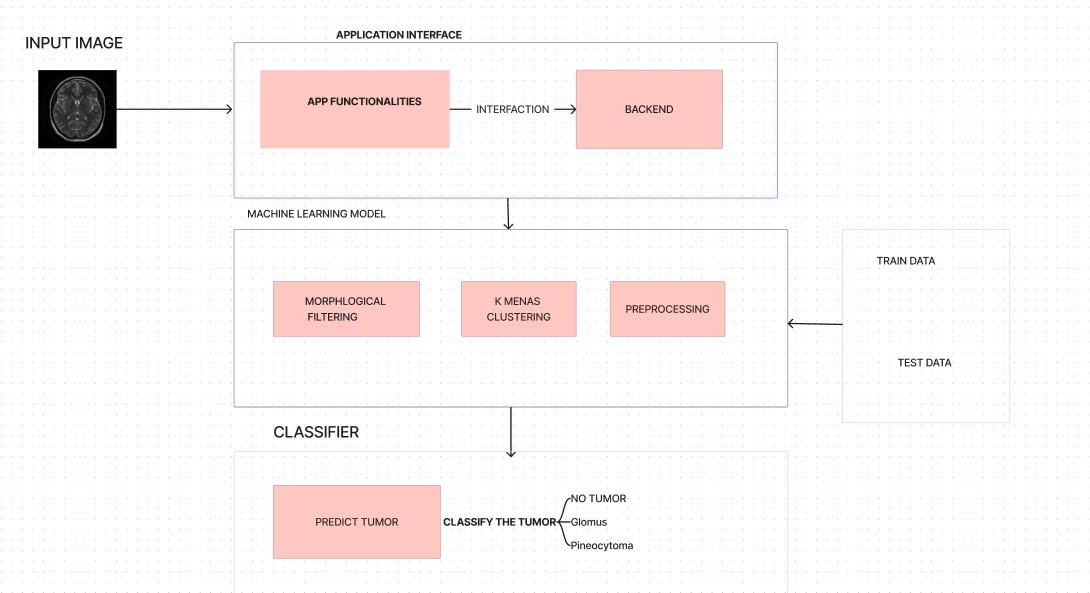 INPUT IMAGE
APPLICATION INTERFACE
APP FUNCTIONALITIES
INTERFACTION
BACKEND
MACHINE LEARNING MODEL
MORPHLOGICAL
FILTERING
K MENAS
CLUSTERING
PREPROCESSING
TRAIN DATA
TEST DATA
CLASSIFIER
PREDICT TUMOR
CLASSIFY THE TUMOR
NO TUMOR
Glomus
Pineocytoma